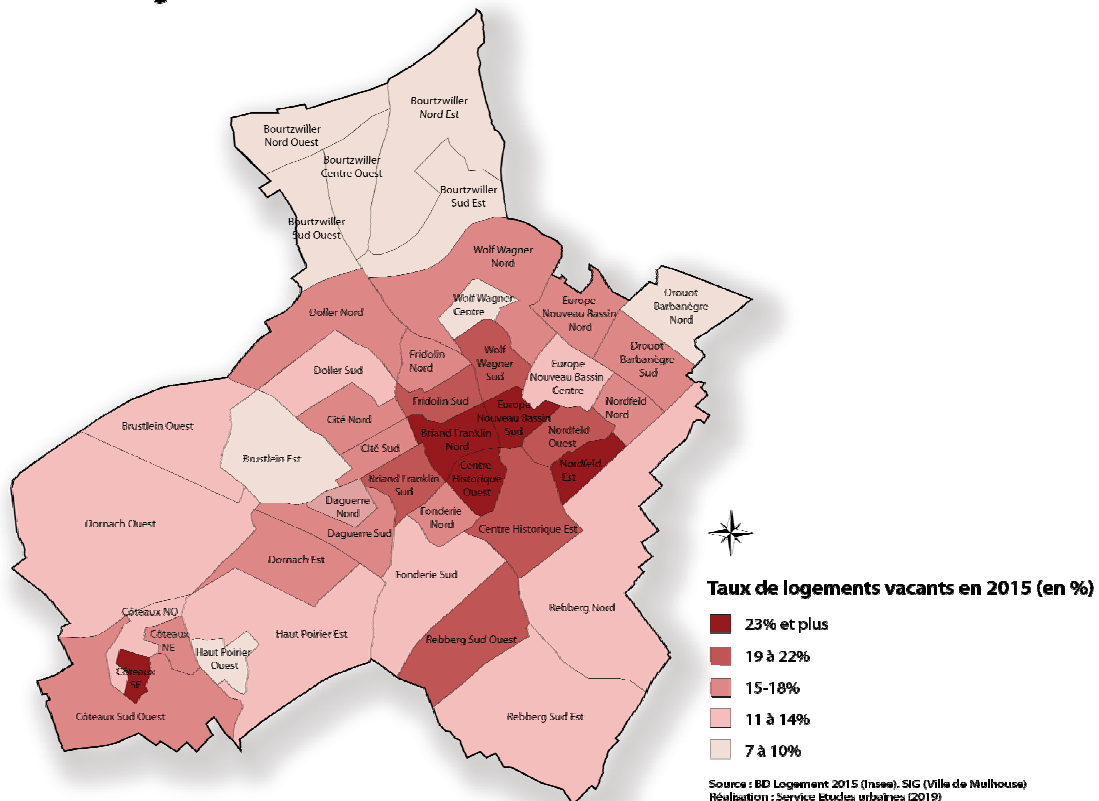 Bourtzwiller
Nord Est
Bourtzwiller
Nord Ouest
Bourtzwiller
Centre Ouest
Bourtzwiller
Sud Est
Bourtzwiller
Sud Ouest
Wolf Wagner
Nord
Wolf Wagner
Centre
Europe
Nouveau Bassin
Nord
Drouot
Barbanègre
Nord
Doller Nord
Drouot
Barbanègre
Sud
Fridolin
Nord
Wolf
Wagner
Sud
Europe
Nouveau Bassin
Centre
Doller Sud
Fridolin Sud
Europe
Nouveau Bassin
Sud
Nordfeld
Nord
Cité Nord
Brustlein Ouest
Briand Franklin
Nord
Nordfeld
Ouest
Cité Sud
Brustlein Est
Centre
Historique
Ouest
Nordfeld
Est
Briand Franklin
Sud
Daguerre
Nord
Fonderie
Nord
Dornach Ouest
Centre Historique Est
Daguerre Sud
Dornach Est
Fonderie Sud
Rebberg Nord
Côteaux NO
Côteaux
NE
Haut Poirier Est
Rebberg Sud Ouest
Haut Poirier
Ouest
Côteaux
SE
Côteaux Sud Ouest
Rebberg Sud Est
Taux de logements vacants en 2015 (en %)
23% et plus
19 à 22%
15-18%
11 à 14%
7 à 10%
Source : BD Logement 2015 (Insee), SIG (Ville de Mulhouse)
Réalisation : Service Etudes urbaines (2019)